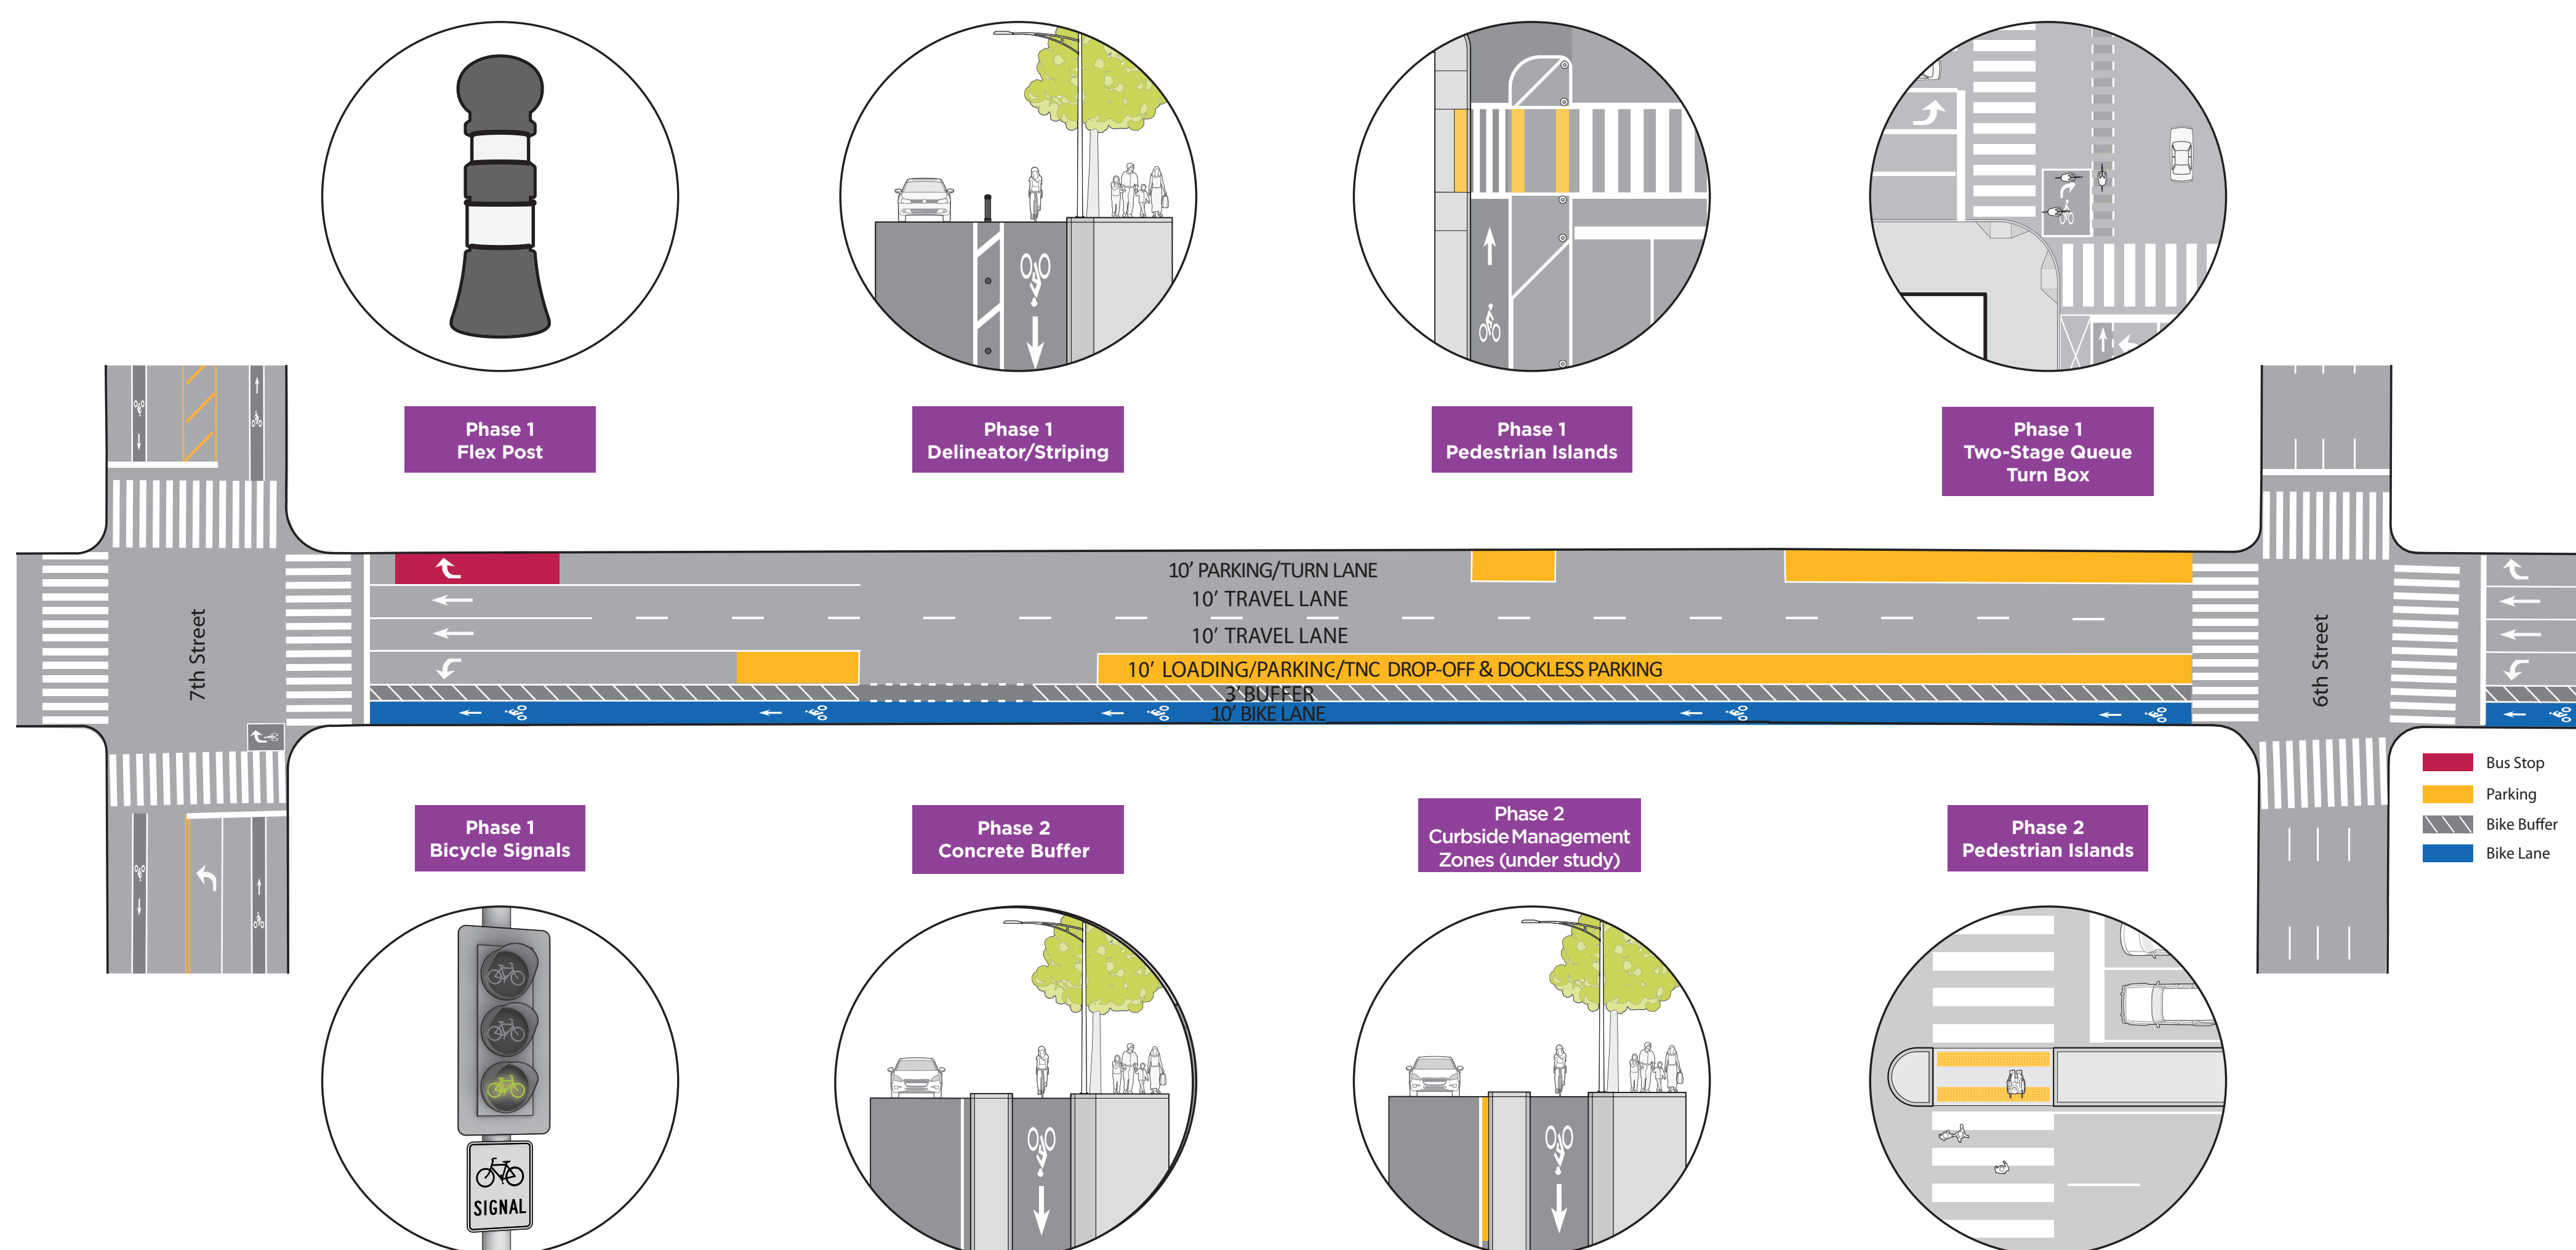 Phase 1
Flex Post
Phase 1
Delineator/Striping
Phase 1
Pedestrian Islands
Phase 1
Two-Stage Queue
Turn Box
7th Street
10’ PARKING/TURN LANE
10’ TRAVEL LANE
10’ TRAVEL LANE
10’ LOADING/PARKING/TNC DROP-OFF & DOCKLESS PARKING
3’ BUFFER
10’ BIKE LANE
6th Street
Bus Stop
Parking
Bike Buffer
Bike Lane
Phase 1
Bicycle Signals
Phase 2
Concrete Buffer
Phase 2
Curbside Management
Zones (under study)
Phase 2
Pedestrian Islands
SIGNAL